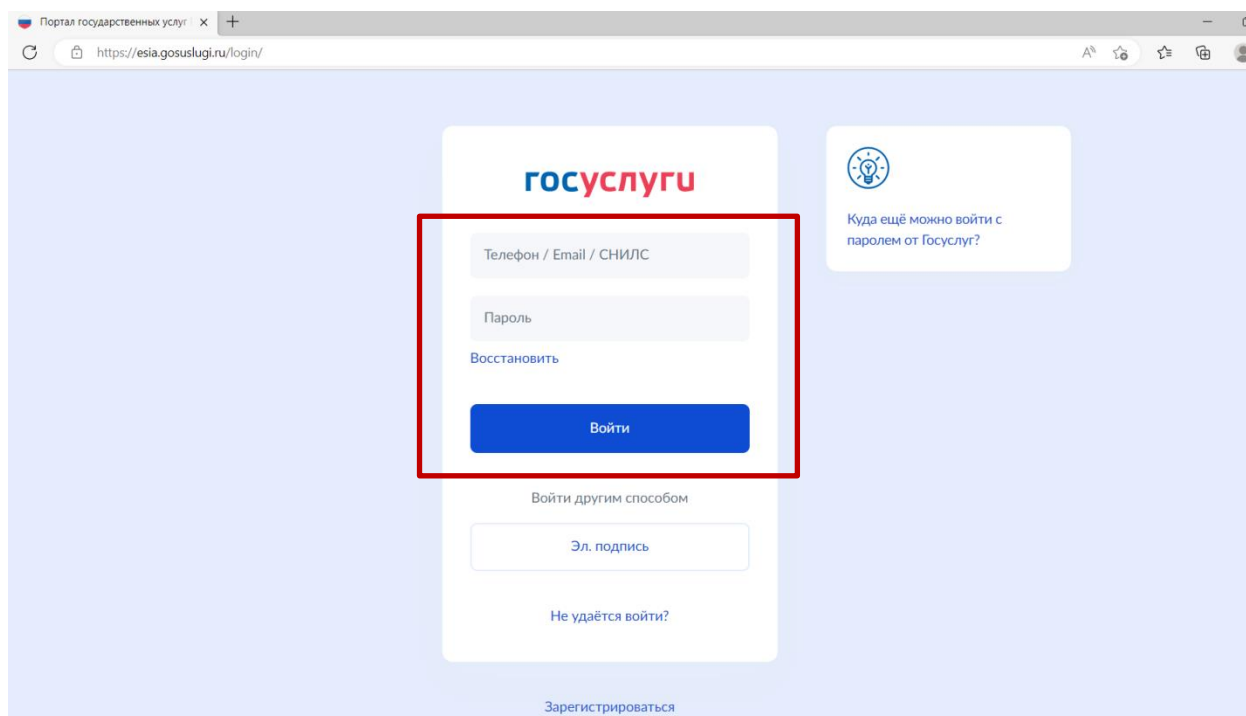 Портал государственных услуг
https://esia.gosuslugi.ru/login/
госуслуги
Телефон / Email / СНИЛС
Пароль
Восстановить
Войти
Войти другим способом
Эл. подпись
Не удаётся войти?
Зарегистрироваться
Куда ещё можно войти с
паролем от Госуслуг?